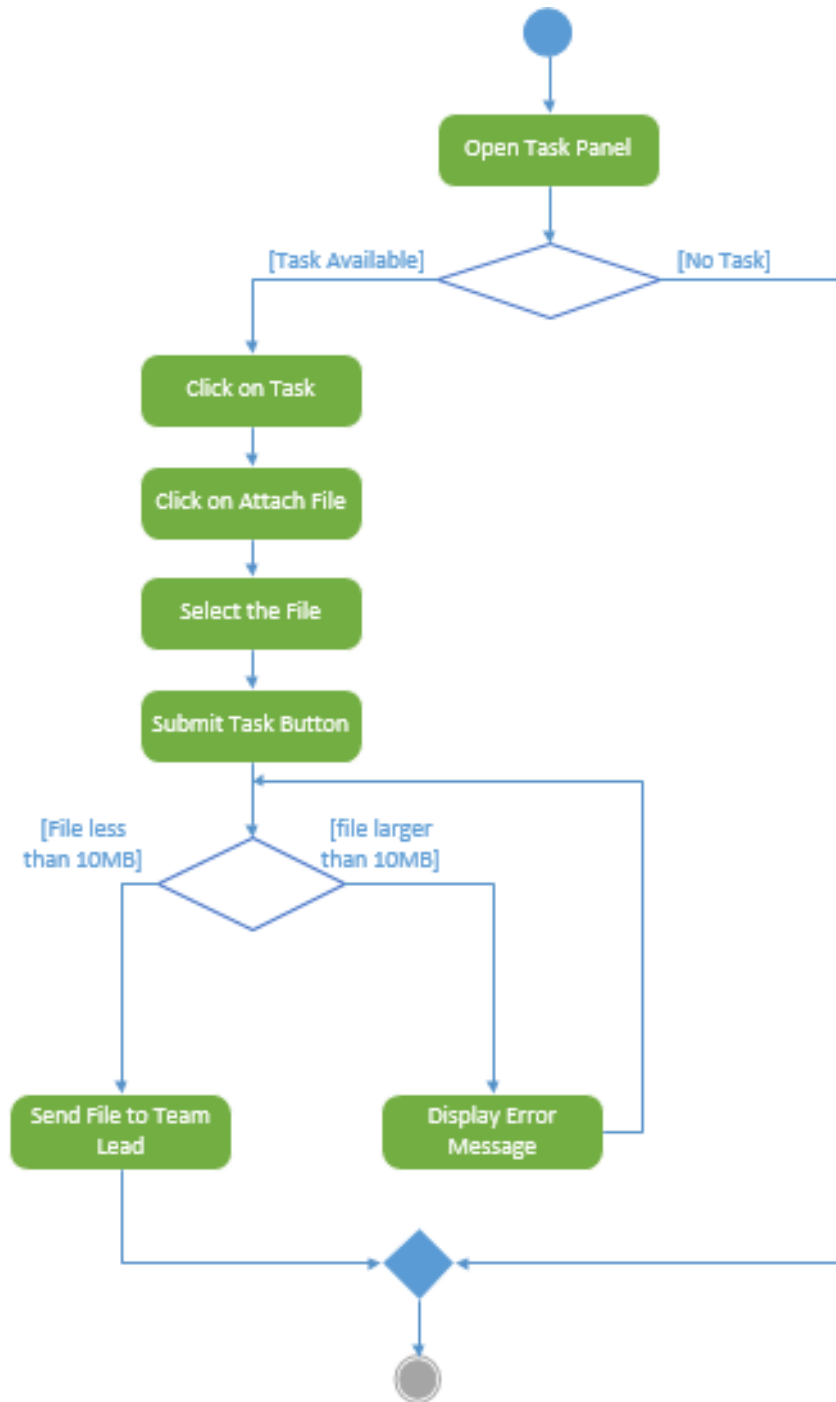 Open Task Panel
[Task Available]
[No Task]
Click on Task
Click on Attach File
Select the File
Submit Task Button
[File less
than 10MB]
[file larger
than 10MB]
Send File to Team
Lead
Display Error
Message